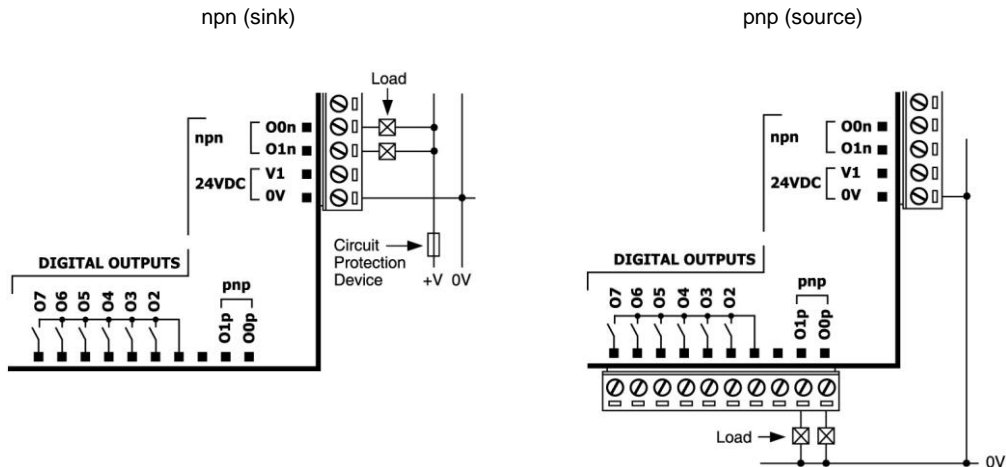 npn (sink)
Load
npn
O0n
O1n
24VDC
V1
0V
Circuit
Protection
Device
+V 0V
DIGITAL OUTPUTS
pnp
O7 O6 O5 O4 O3 O2 O1p O0p
pnp (source)
npn
O0n
O1n
24VDC
V1
0V
DIGITAL OUTPUTS
pnp
O7 O6 O5 O4 O3 O2 O1p O0p
Load
0V